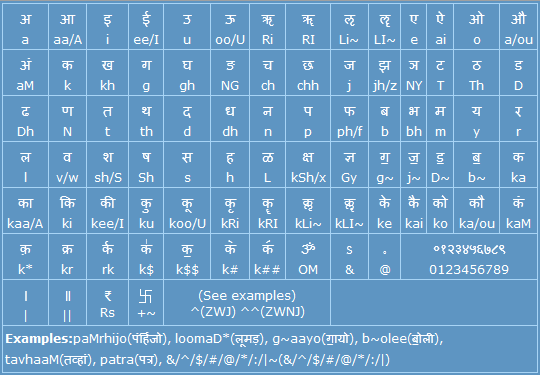 अ आ इ ई उ ऊ ऋ ॠ ऌ ॡ ए ऐ ओ औ
a aa/A i ee/I u oo/U Ri RI Li~ LI~ e ai o a/ou
अं क ख ग घ ङ च छ ज झ ञ ट ठ ड
aM k kh g gh NG ch chh j jh/z NY T Th D
ढ ण त थ द ध न प फ ब भ म य र
Dh N t th d dh n p ph/f b bh m y r
ल व श ष स ह ळ क्ष ज्ञ ग॒ ज॒ ड॒ ब॒ क
l v/w sh/S Sh s h L kSh/x Gy g~ j~ D~ b~ ka
का कि की कु कू कृ कॄ कॢ कॣ के कै को कौ कं
kaa/A ki kee/I ku koo/U kRi kRI kLi~ kLI~ ke kai ko ka/ou kaM
क़ क्र र्क क॑ क॒ ॐ ऽ ० ०१२३४५६७८९
k* kr rk k$ k$$ k# k## OM & @ 0123456789
। ॥ ₹ 卐 (See examples)
| || Rs +~ ^(ZWJ) ^^(ZWNJ)
Examples:paMrhijo(पंर्हिजो), loomaD*(लूमड़), g~aayo(ग॒ायो), b~olee(ब॒ोली),
tavhaaM(तव्हां), patra(पत्र), &/^/$/#/@/*/:/|~(&/^/$/#/@/*/:/|)